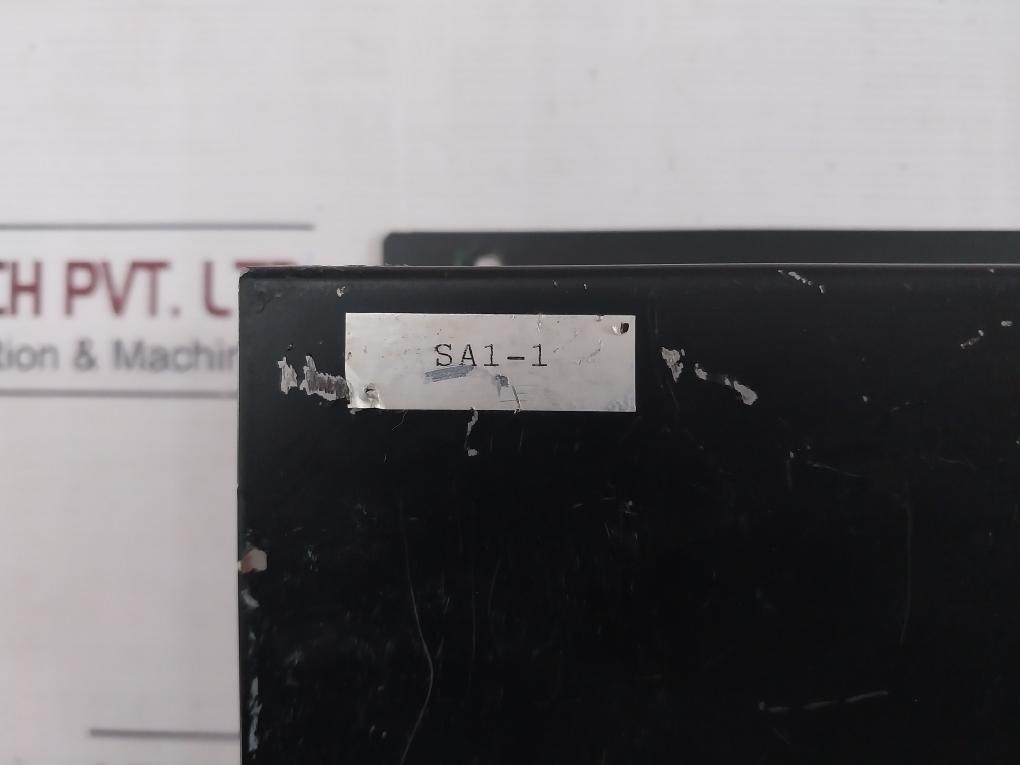 CH PVT. LT
tion & Machin
SA1-1